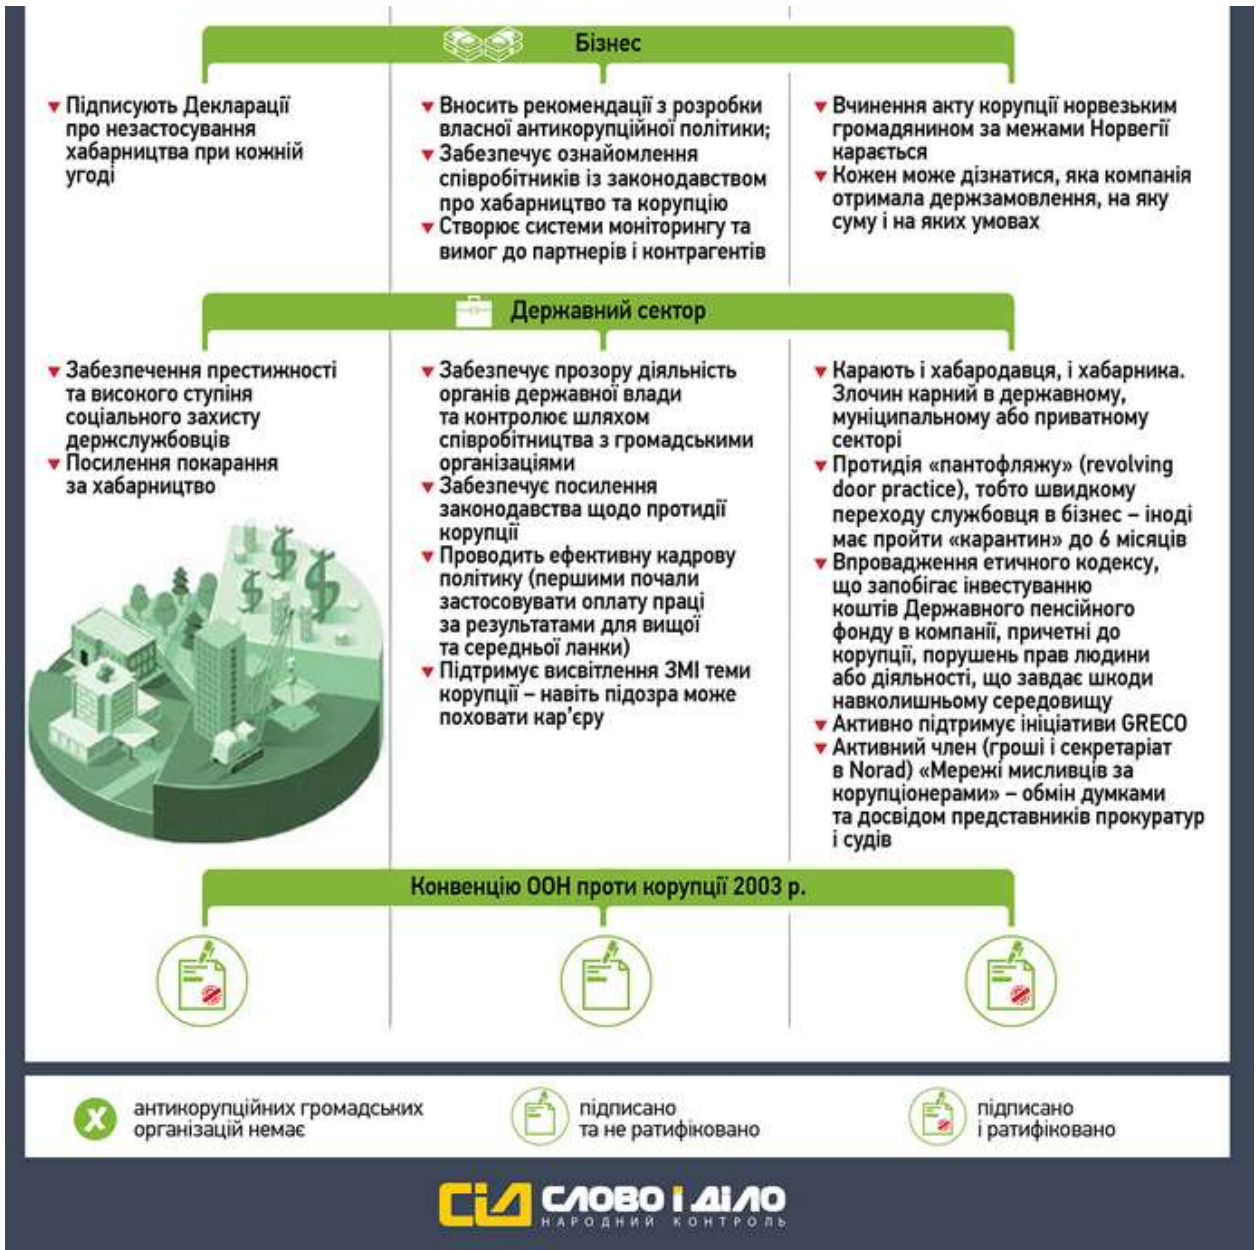 Бізнес
Підписують Декларації
про незастосування
хабарництва при кожній
угоді
Вносить рекомендації з розробки
власної антикорупційної політики;
Забезпечує ознайомлення
співробітників із законодавством
про хабарництво та корупцію
Створює системи моніторингу та
вимог до партнерів і контрагентів
Вчинення акту корупції норвезьким
громадянином за межами Норвегії
карається
Кожен може дізнатися, яка компанія
отримала держзамовлення, на яку
суму і на яких умовах
Державний сектор
Забезпечення престижності
та високого ступіня
соціального захисту
держслужбовців
Посилення покарання
за хабарництво
Забезпечує прозору діяльність
органів державної влади
та контролює шляхом
співробітництва з громадськими
організаціями
Забезпечує посилення
законодавства щодо протидії
корупції
Проводить ефективну кадрову
політику (першими почали
застосовувати оплату праці
за результатами для вищої
та середньої ланки)
Підтримує висвітлення ЗМІ теми
корупції – навіть підозра може
поховати кар’єру
Карають і хабародавця, і хабарника.
Злочин карний в державному,
муніципальному або приватному
секторі
Протидія «пантофляжу» (revolving
door practice), тобто швидкому
переходу службовця в бізнес – іноді
має пройти «карантин» до 6 місяців
Впровадження етичного кодексу,
що запобігає інвестуванню
коштів Державного пенсійного
фонду в компанії, причетні до
корупції, порушень прав людини
або діяльності, що завдає шкоди
навколишньому середовищу
Активно підтримує ініціативи GRECO
Активний член (гроші і секретаріат
в Norad) «Мережі мисливців за
корупціонерами» – обмін думками
та досвідом представників прокуратур
і судів
Конвенцію ООН проти корупції 2003 р.
X
антикорупційних громадських
організацій немає
підписано
та не ратифіковано
підписано
і ратифіковано
СіД СЛОВО і ДіЛО
НАРОДНИЙ КОНТРОЛЬ